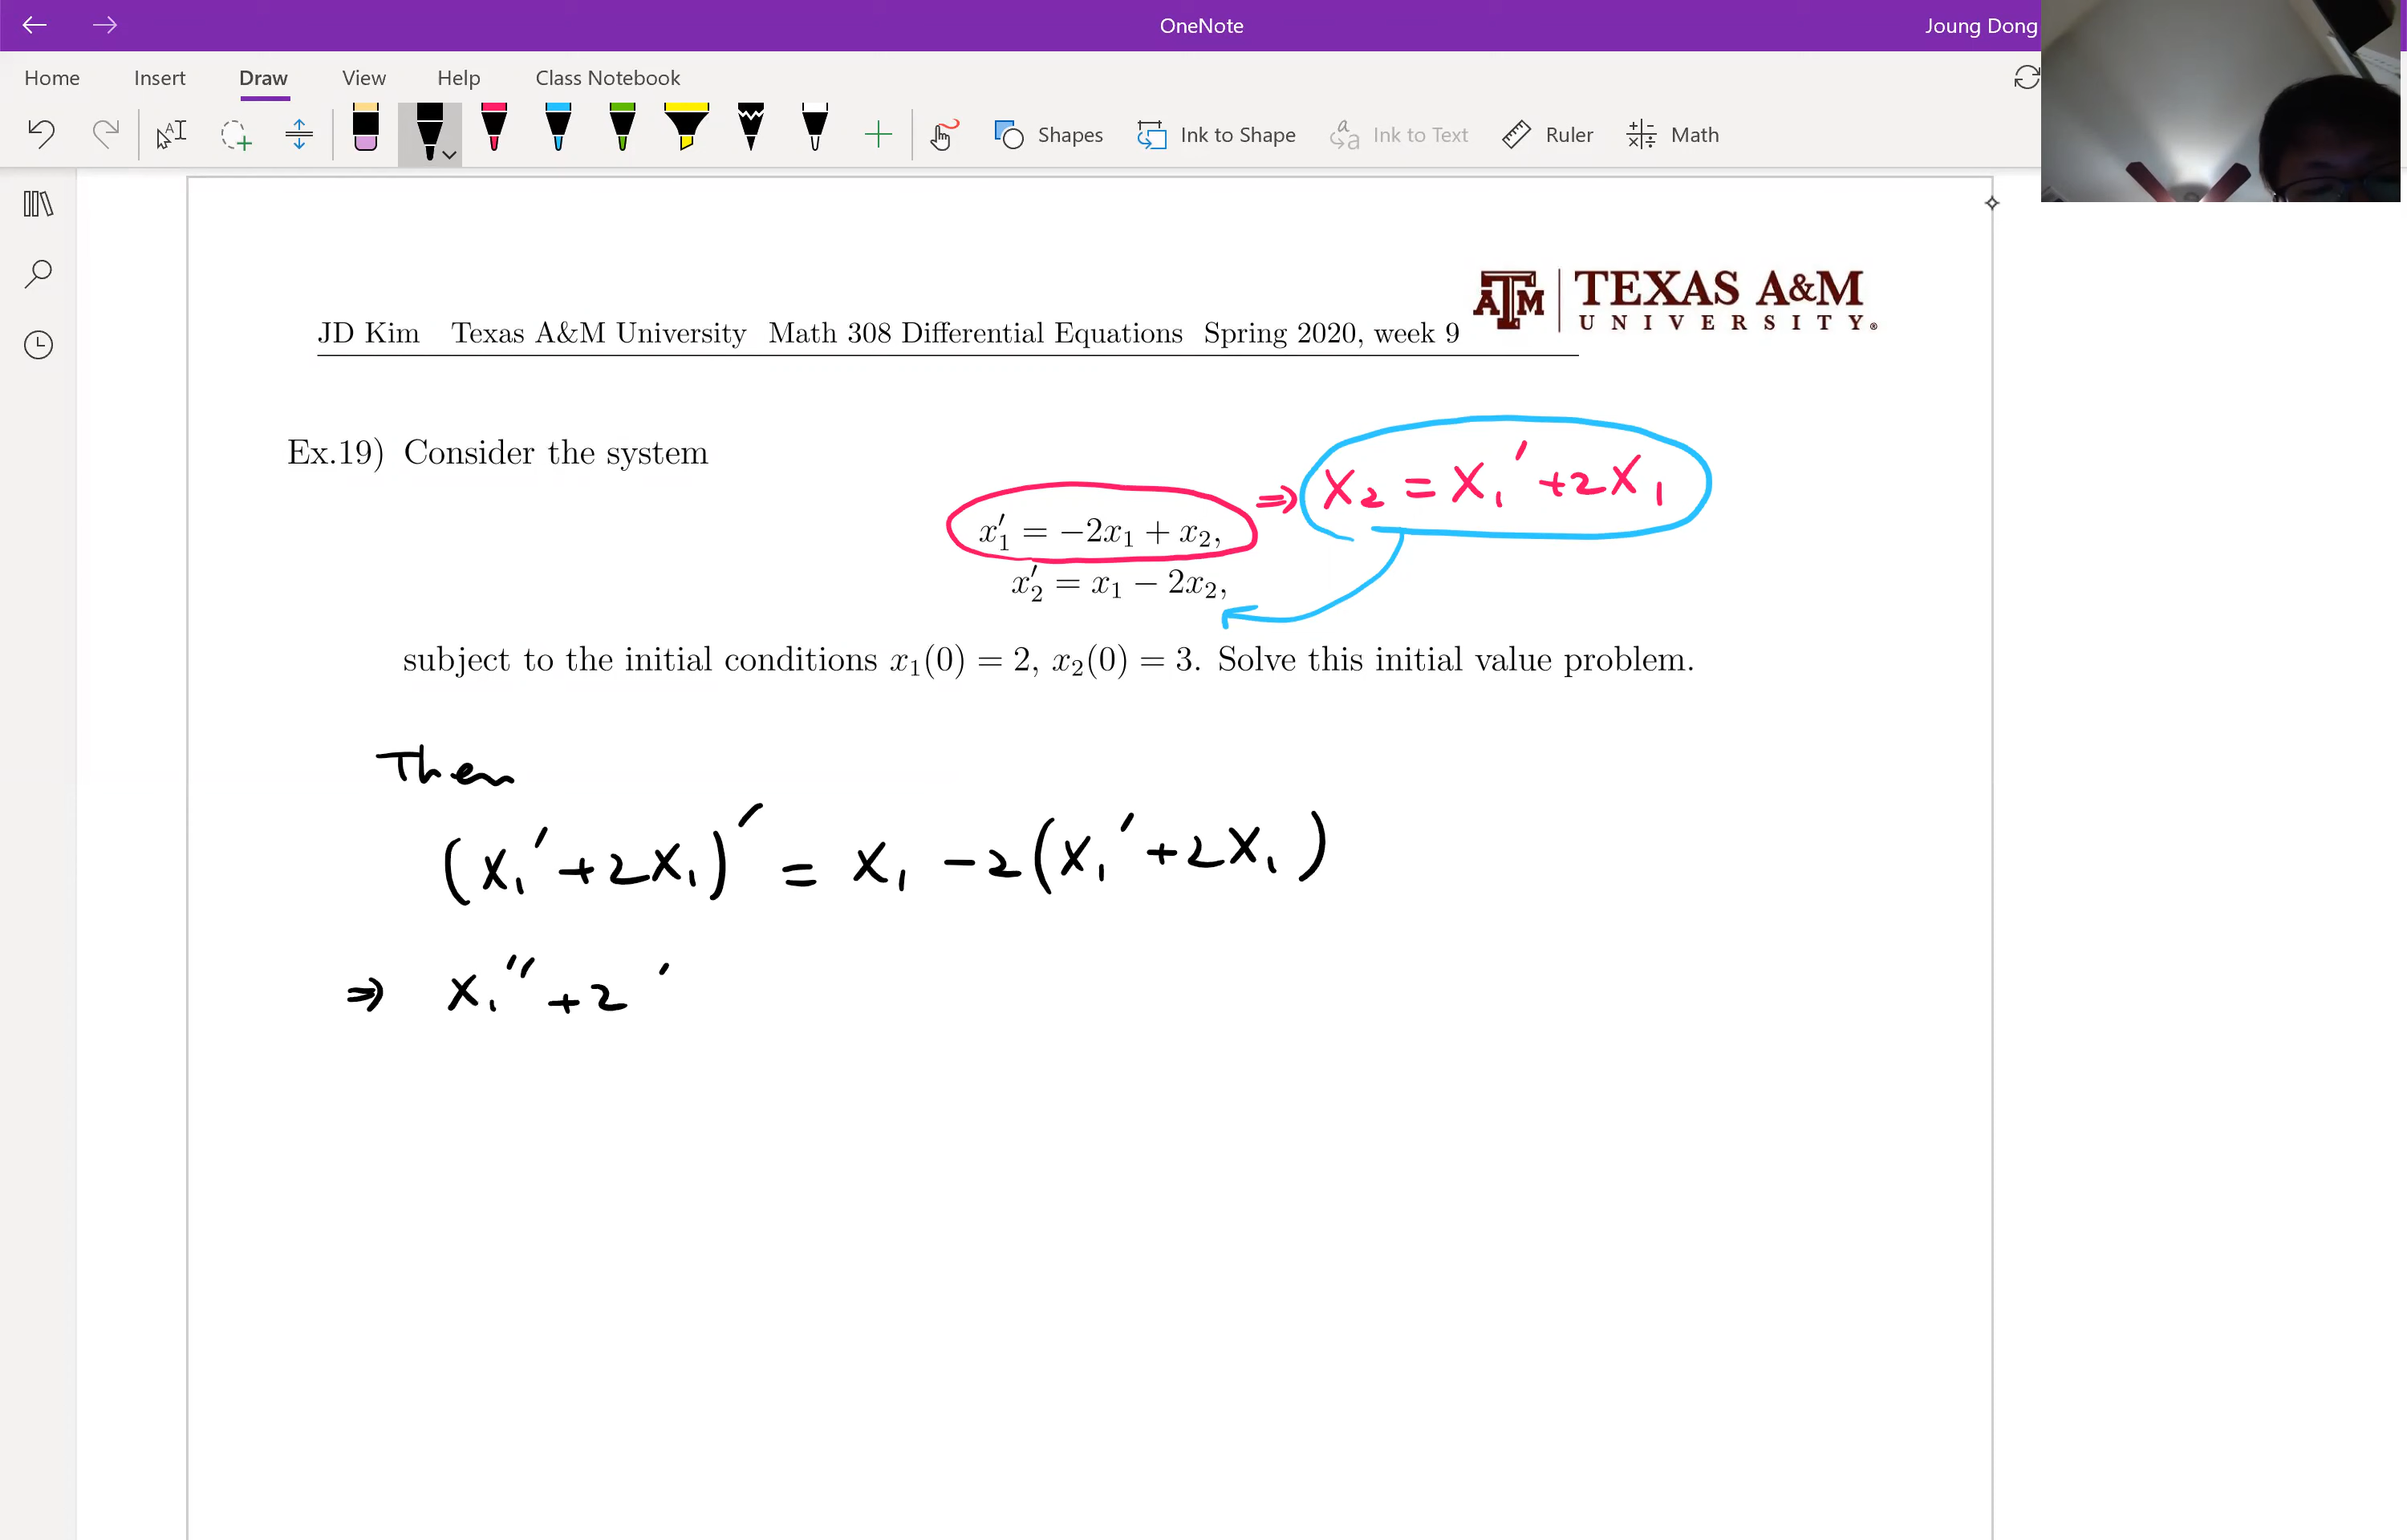 OneNote
Joung Dong
Home Insert Draw View Help Class Notebook
Shapes Ink to Shape Ink to Text Ruler Math
JD Kim Texas A&M University Math 308 Differential Equations Spring 2020, week 9
ATM TEXAS A&M
UNIVERSITY®
Ex.19) Consider the system
⇒ x₂ = x₁′ + 2x₁
x′₁ = −2x₁ + x₂,
x′₂ = x₁ − 2x₂,
subject to the initial conditions x₁(0) = 2, x₂(0) = 3. Solve this initial value problem.
Then
(x₁′ + 2x₁)′ = x₁ − 2(x₁′ + 2x₁)
⇒ x₁″ + 2 ′